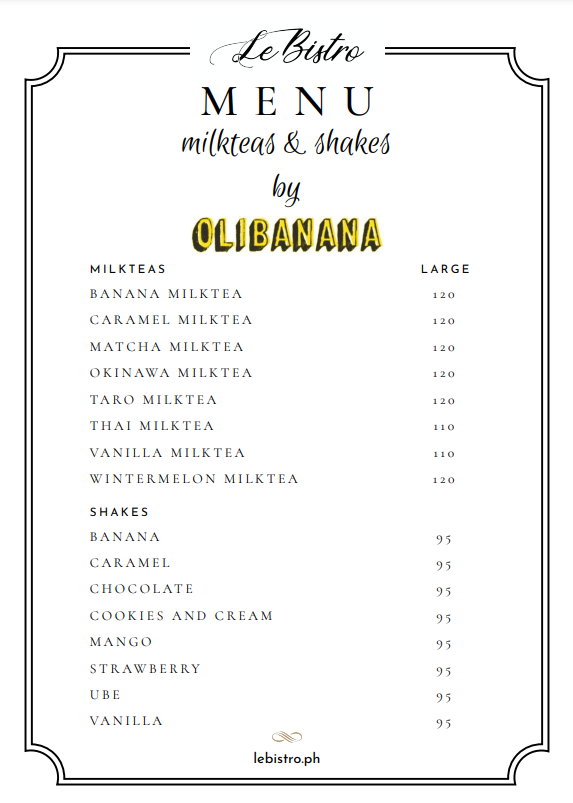 Le Bistro
MENU
milkteas & shakes
by
OLIBANANA
MILKTEAS LARGE
BANANA MILKTEA 120
CARAMEL MILKTEA 120
MATCHA MILKTEA 120
OKINAWA MILKTEA 120
TARO MILKTEA 120
THAI MILKTEA 110
VANILLA MILKTEA 110
WINTERMELON MILKTEA 120
SHAKES
BANANA 95
CARAMEL 95
CHOCOLATE 95
COOKIES AND CREAM 95
MANGO 95
STRAWBERRY 95
UBE 95
VANILLA 95
lebistro.ph